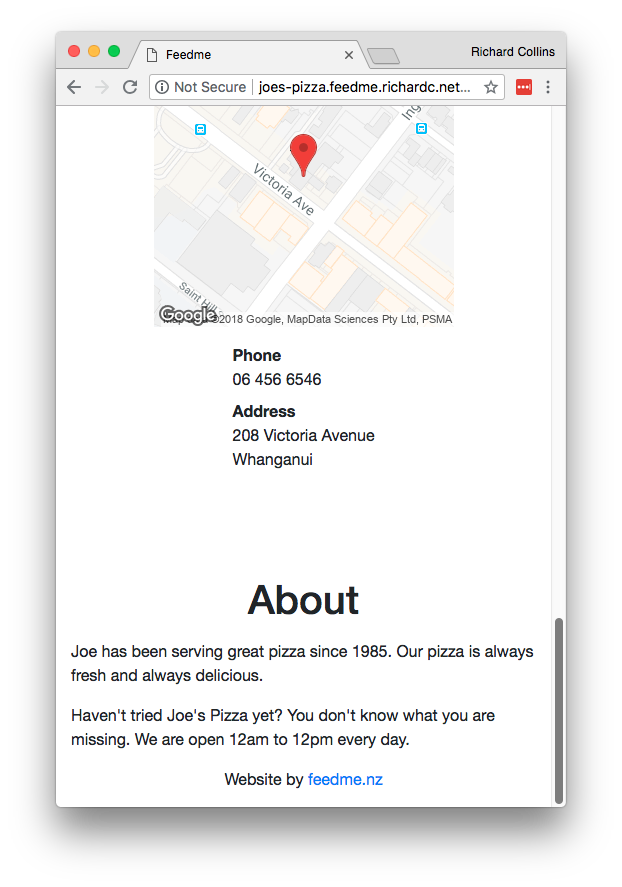 Feedme
Richard Collins
Not Secure
joes-pizza.feedme.richardc.net...
Ing
Victoria Ave
Saint Hill
Google
©2018 Google, MapData Sciences Pty Ltd, PSMA
Phone
06 456 6546
Address
208 Victoria Avenue
Whanganui
About
Joe has been serving great pizza since 1985. Our pizza is always
fresh and always delicious.
Haven't tried Joe's Pizza yet? You don't know what you are
missing. We are open 12am to 12pm every day.
Website by feedme.nz